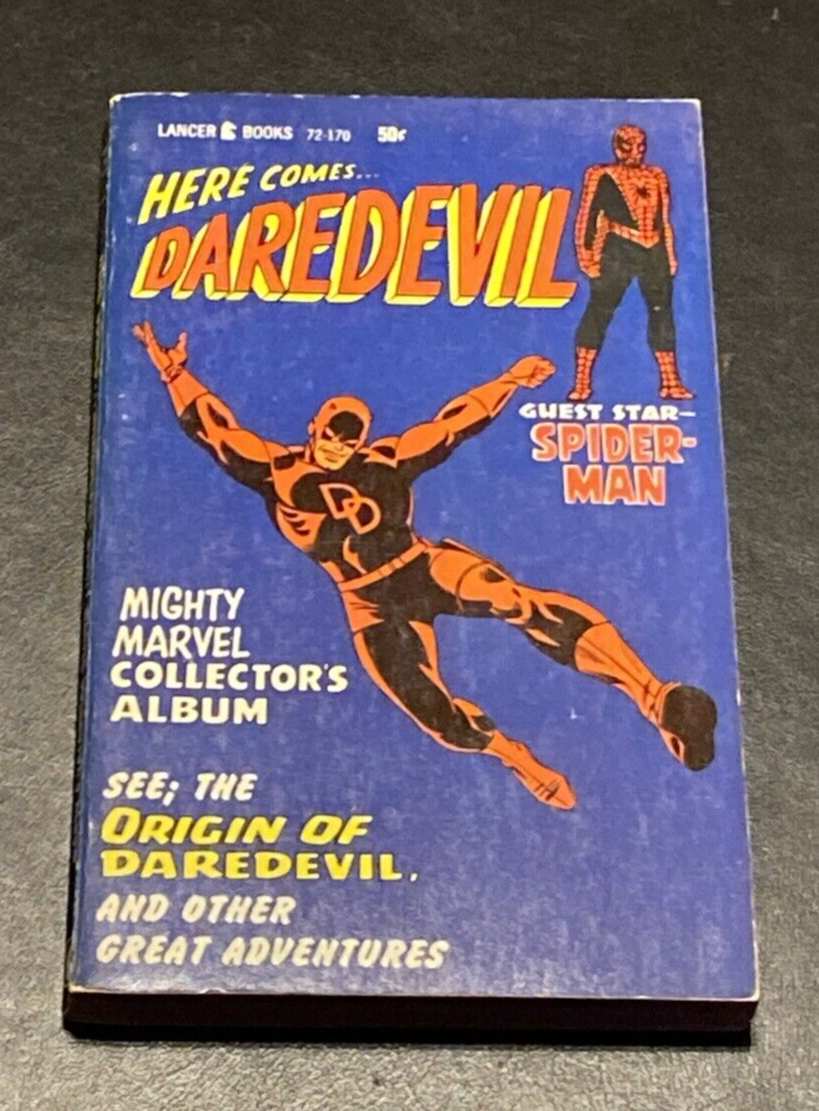 LANCER BOOKS 72-170 50¢
HERE COMES...
DAREDEVIL
GUEST STAR—
SPIDER-
MAN
DD
MIGHTY
MARVEL
COLLECTOR'S
ALBUM
SEE; THE
ORIGIN OF
DAREDEVIL,
AND OTHER
GREAT ADVENTURES